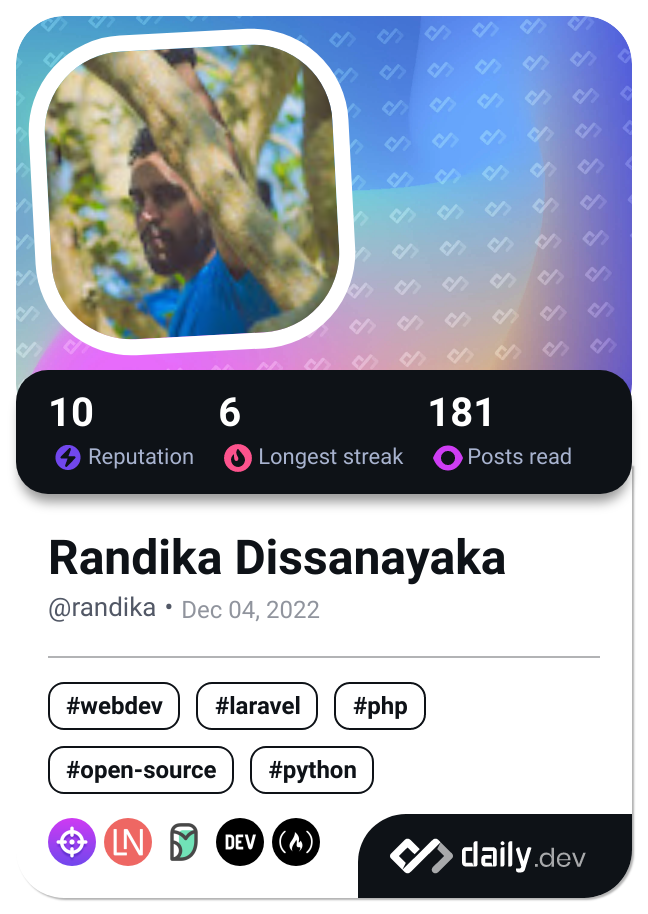 10 6 181
Reputation Longest streak Posts read
Randika Dissanayaka
@randika • Dec 04, 2022
#webdev #laravel #php
#open-source #python
LN DEV
daily.dev